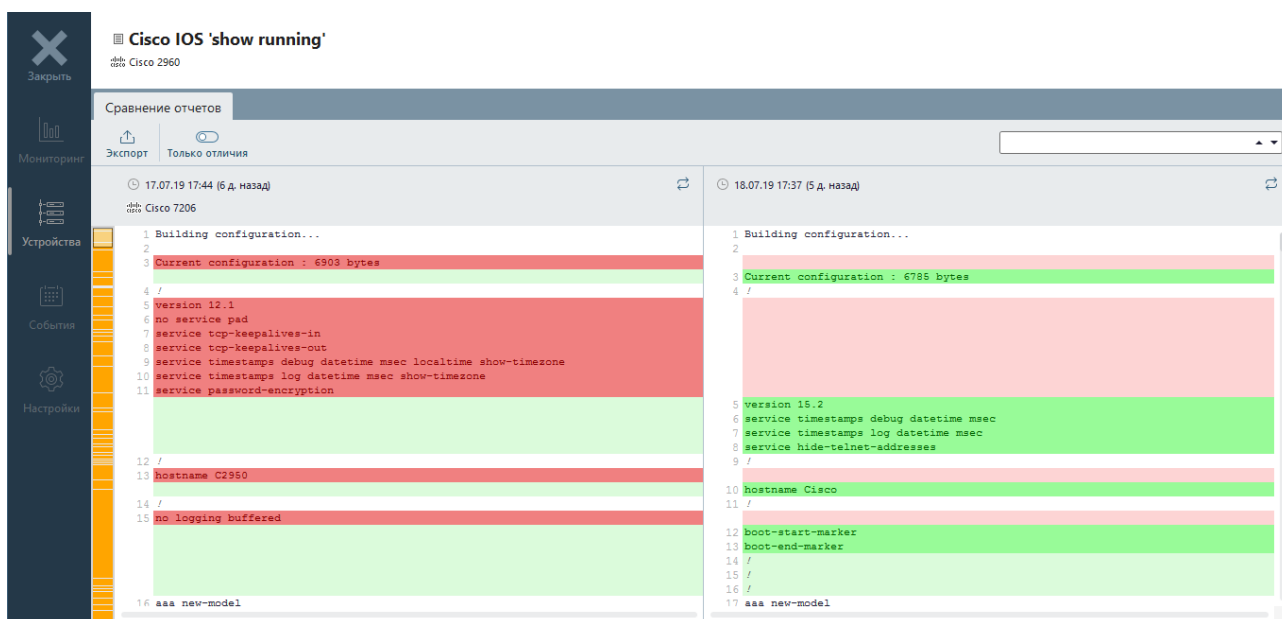 Закрыть
Мониторинг
Устройства
События
Настройки
Cisco IOS 'show running'
Cisco 2960
Сравнение отчетов
Экспорт
Только отличия
17.07.19 17:44 (6 д. назад)
Cisco 7206
1 Building configuration...
2
3 Current configuration : 6903 bytes
4 !
5 version 12.1
6 no service pad
7 service tcp-keepalives-in
8 service tcp-keepalives-out
9 service timestamps debug datetime msec localtime show-timezone
10 service timestamps log datetime msec show-timezone
11 service password-encryption
12 !
13 hostname C2950
14 !
15 no logging buffered
16 aaa new-model
18.07.19 17:37 (5 д. назад)
1 Building configuration...
2
3 Current configuration : 6785 bytes
4 !
5 version 15.2
6 service timestamps debug datetime msec
7 service timestamps log datetime msec
8 service hide-telnet-addresses
9 !
10 hostname Cisco
11 !
12 boot-start-marker
13 boot-end-marker
14 !
15 !
16 !
17 aaa new-model